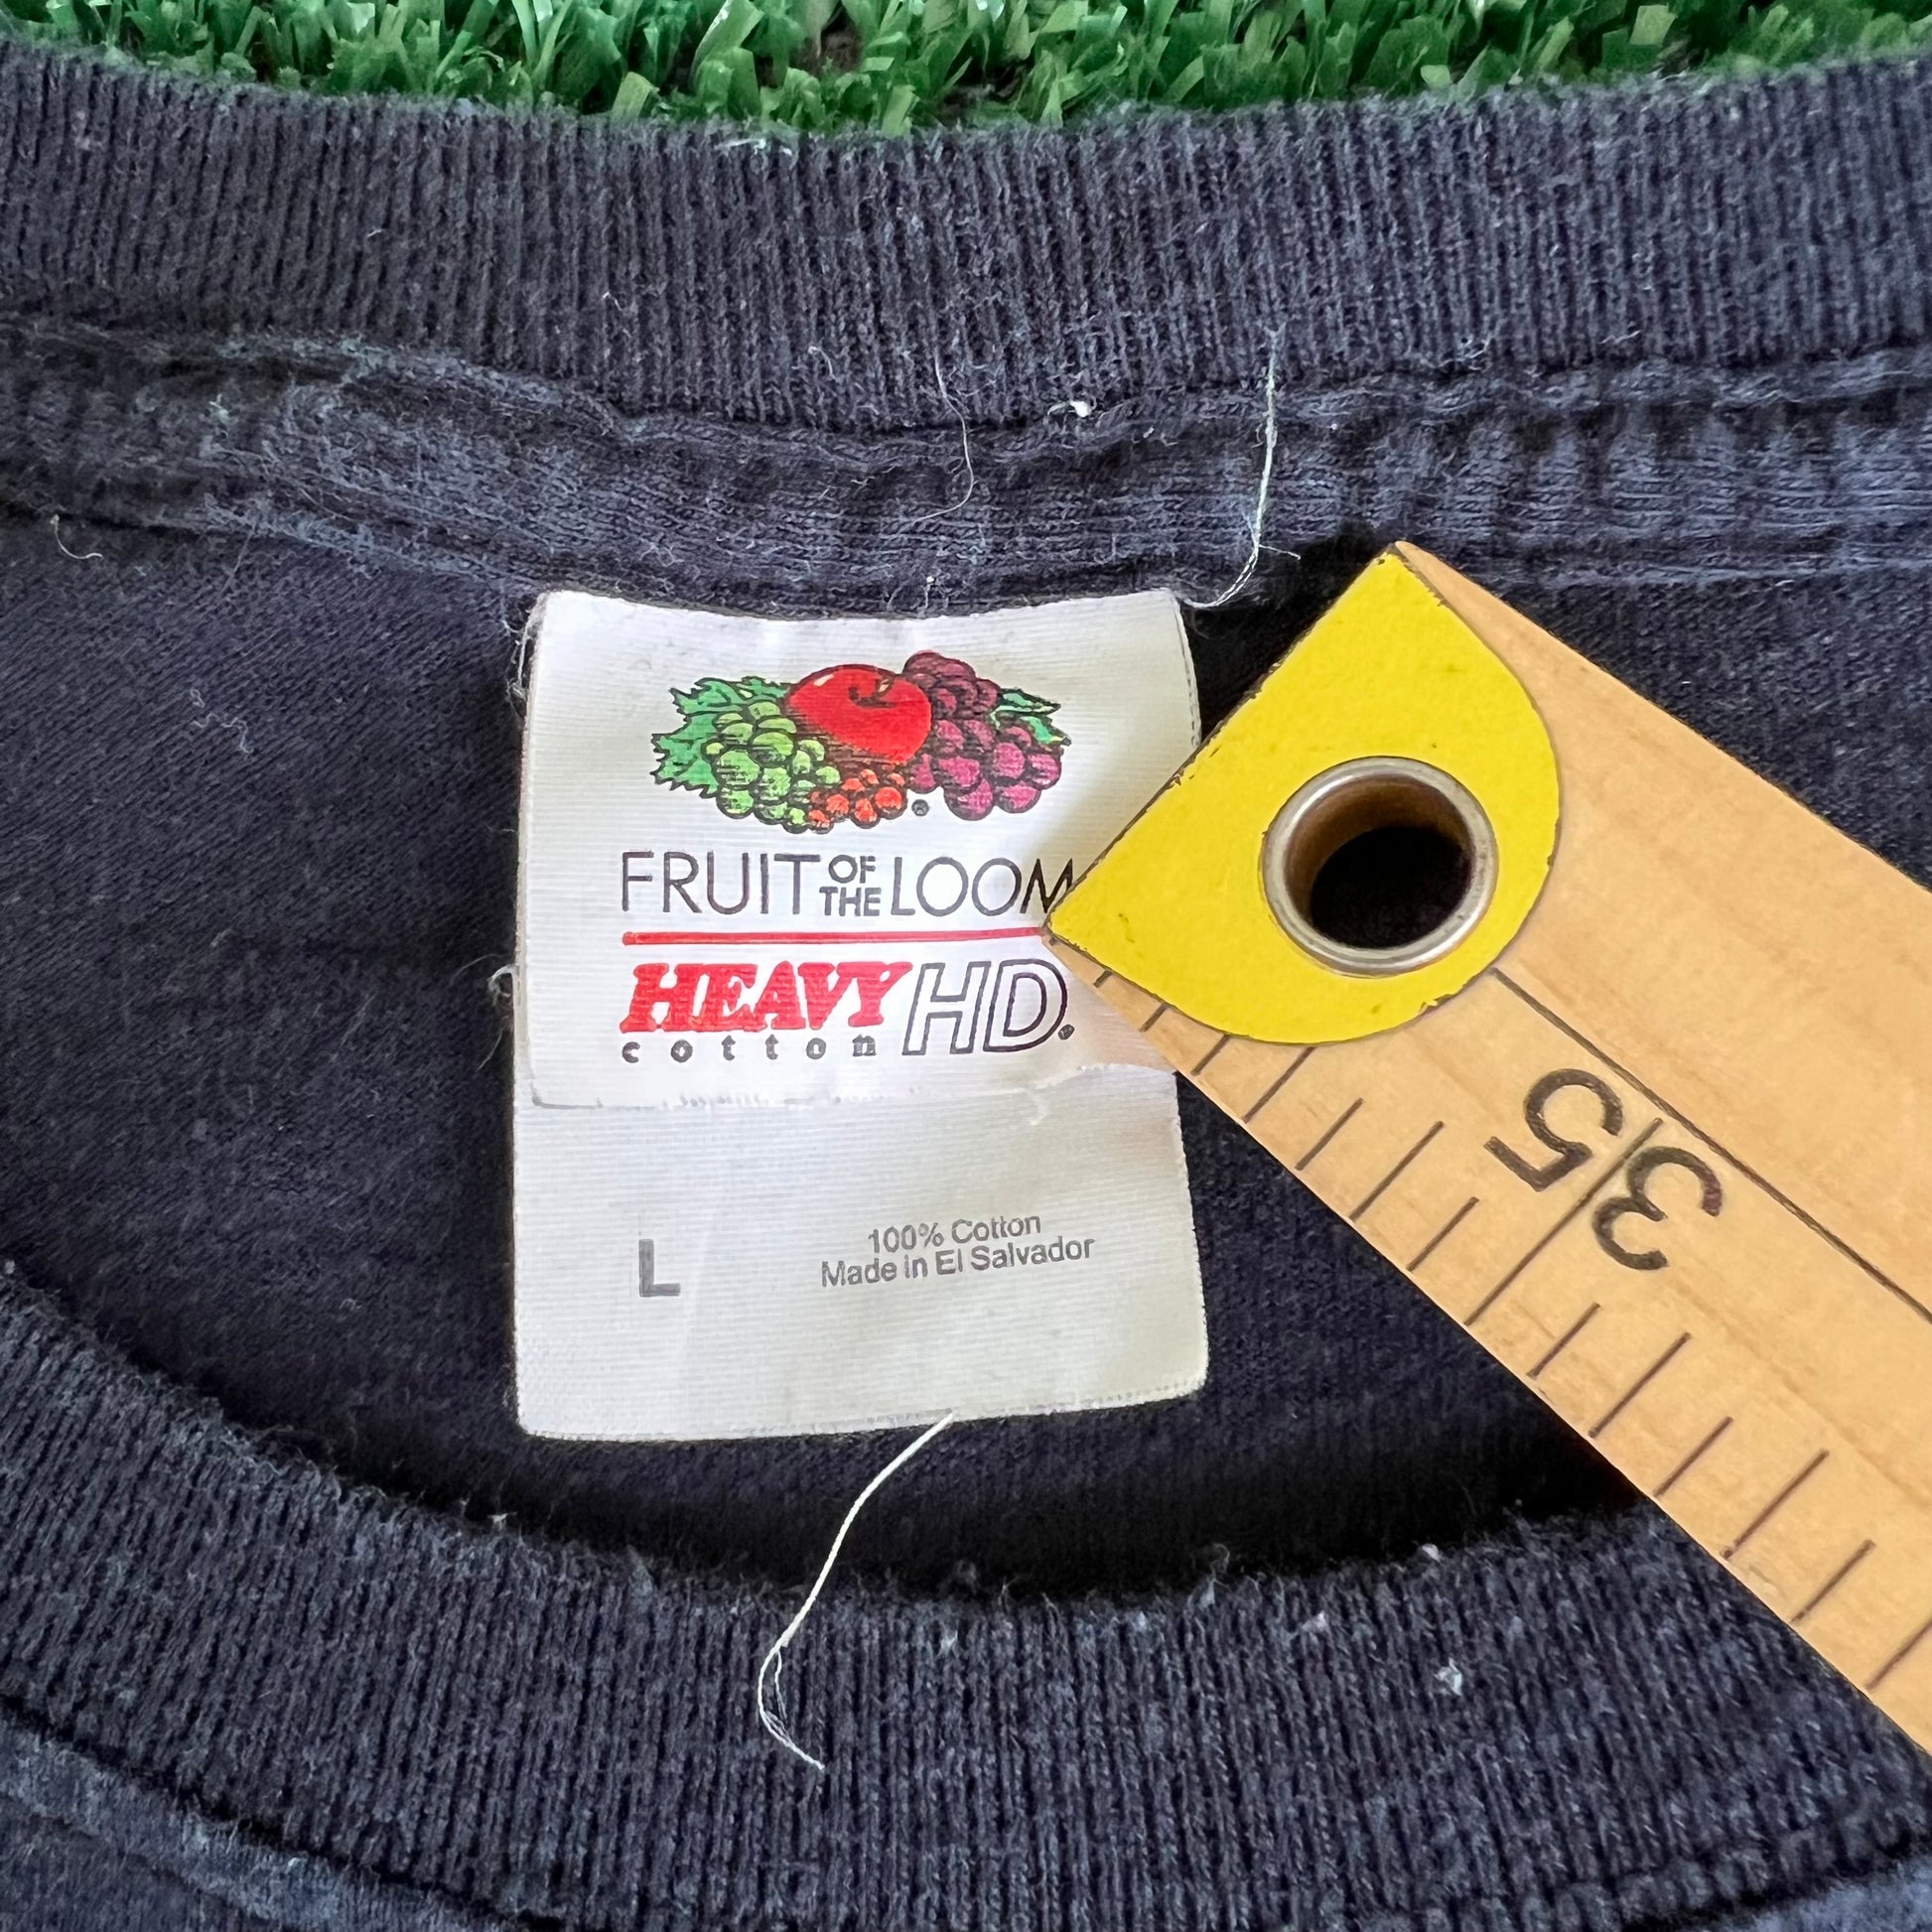 FRUIT OF THE LOOM
HEAVY HD®
cotton
L
100% Cotton
Made in El Salvador
35